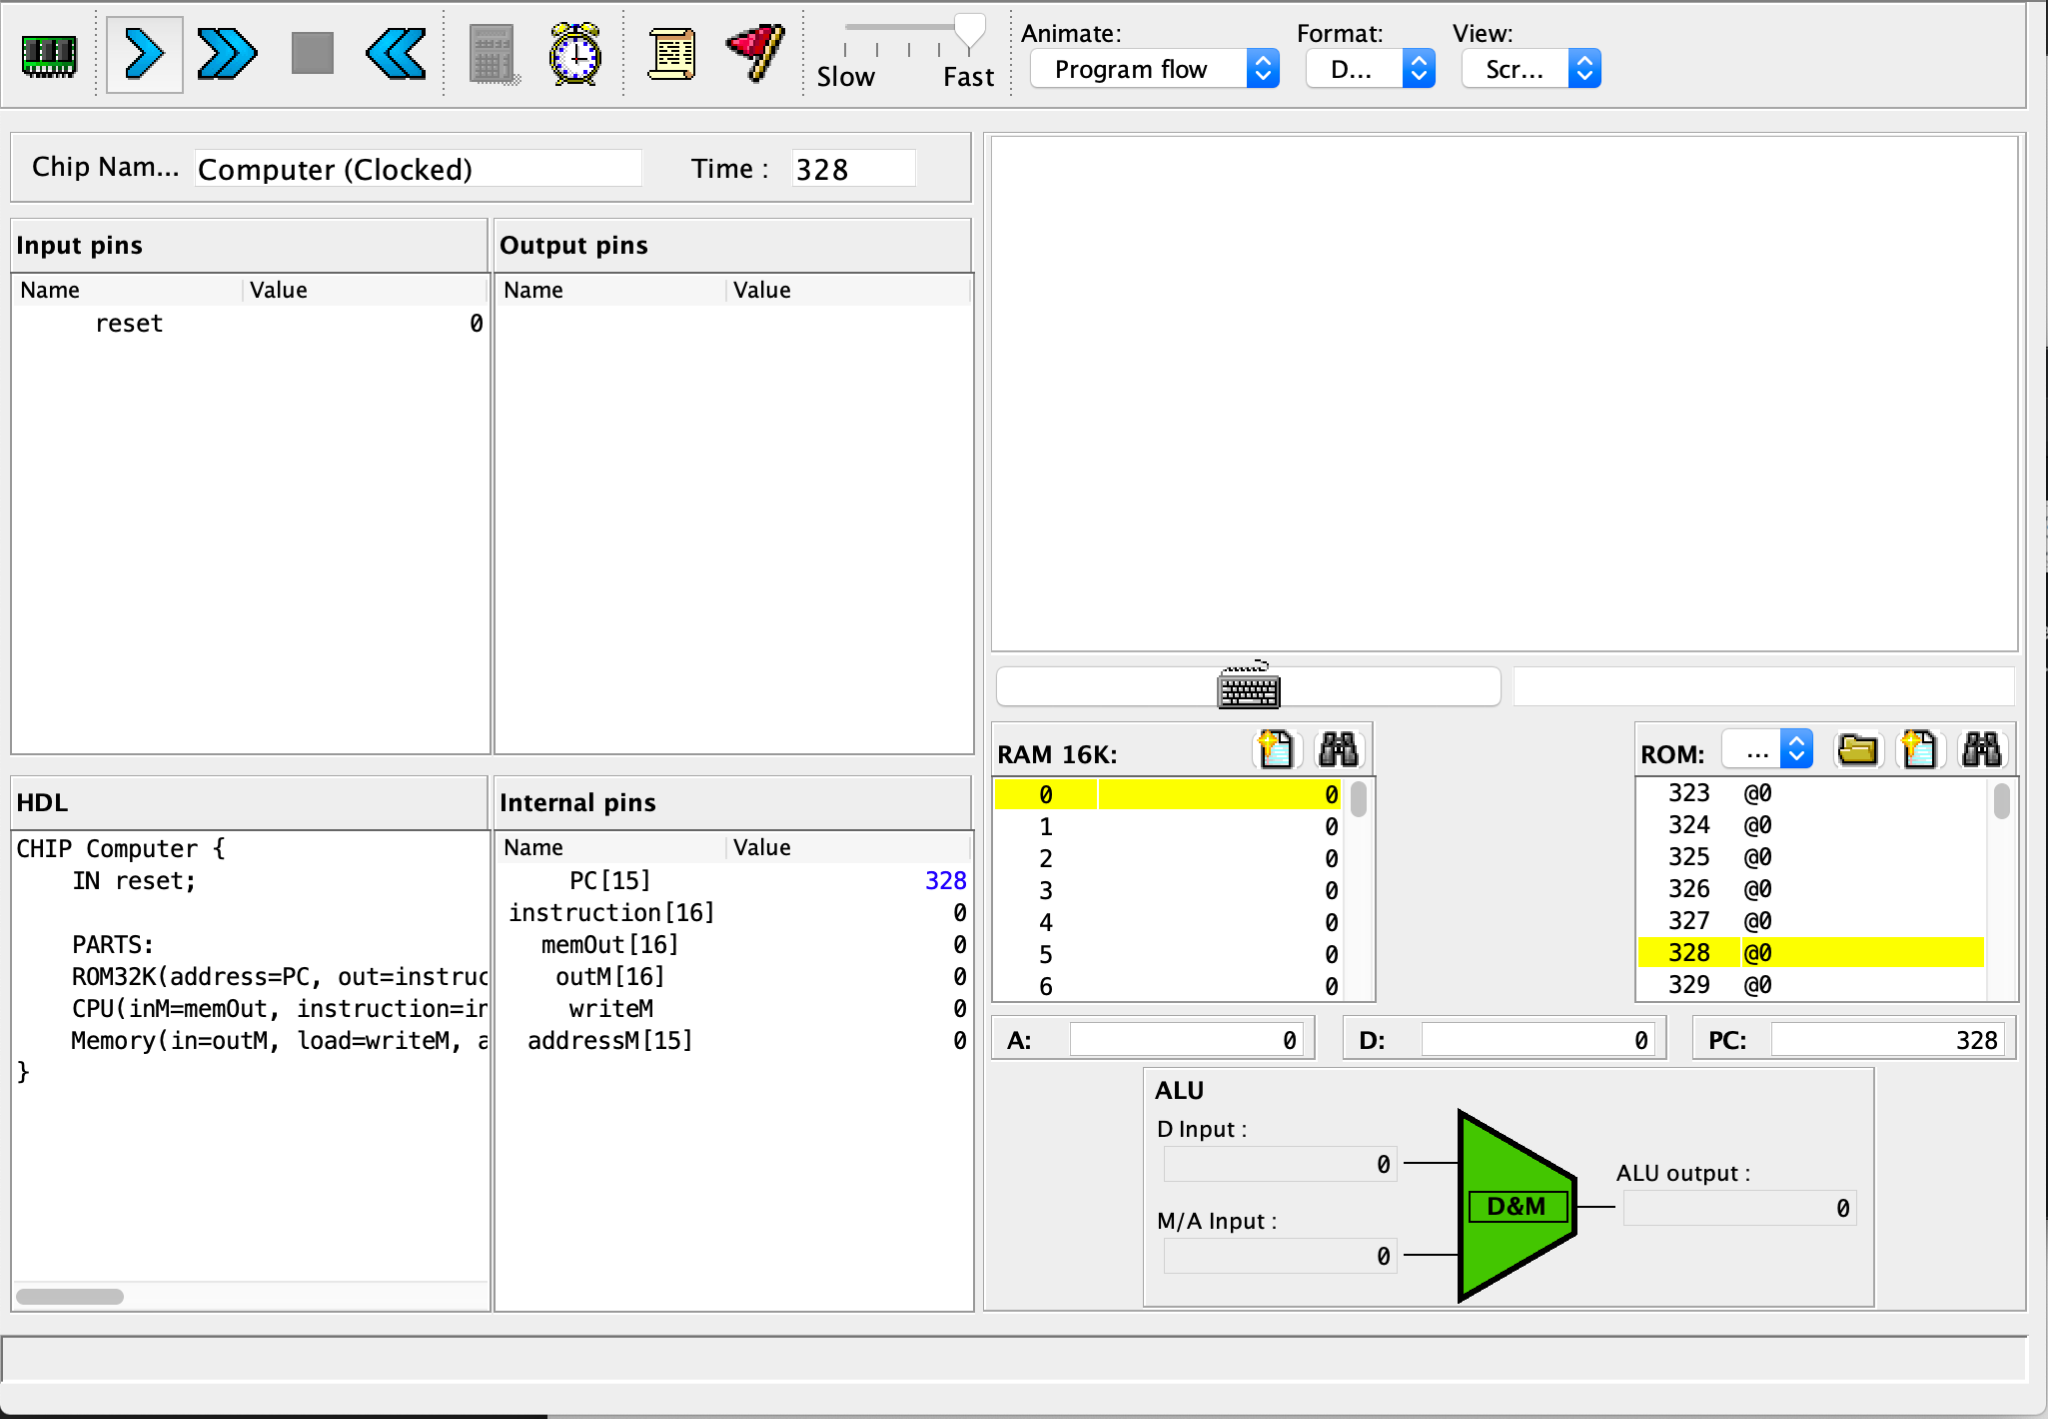 Slow Fast
Animate: Format: View:
Program flow D... Scr...
Chip Nam... Computer (Clocked) Time : 328
Input pins
Name Value
reset 0
Output pins
Name Value
HDL
CHIP Computer {
IN reset;
PARTS:
ROM32K(address=PC, out=instruc
CPU(inM=memOut, instruction=in
Memory(in=outM, load=writeM, a
}
Internal pins
Name Value
PC[15] 328
instruction[16] 0
memOut[16] 0
outM[16] 0
writeM 0
addressM[15] 0
RAM 16K:
0 0
1 0
2 0
3 0
4 0
5 0
6 0
ROM: ...
323 @0
324 @0
325 @0
326 @0
327 @0
328 @0
329 @0
A: 0 D: 0 PC: 328
ALU
D Input :
0
M/A Input :
0
D&M
ALU output :
0